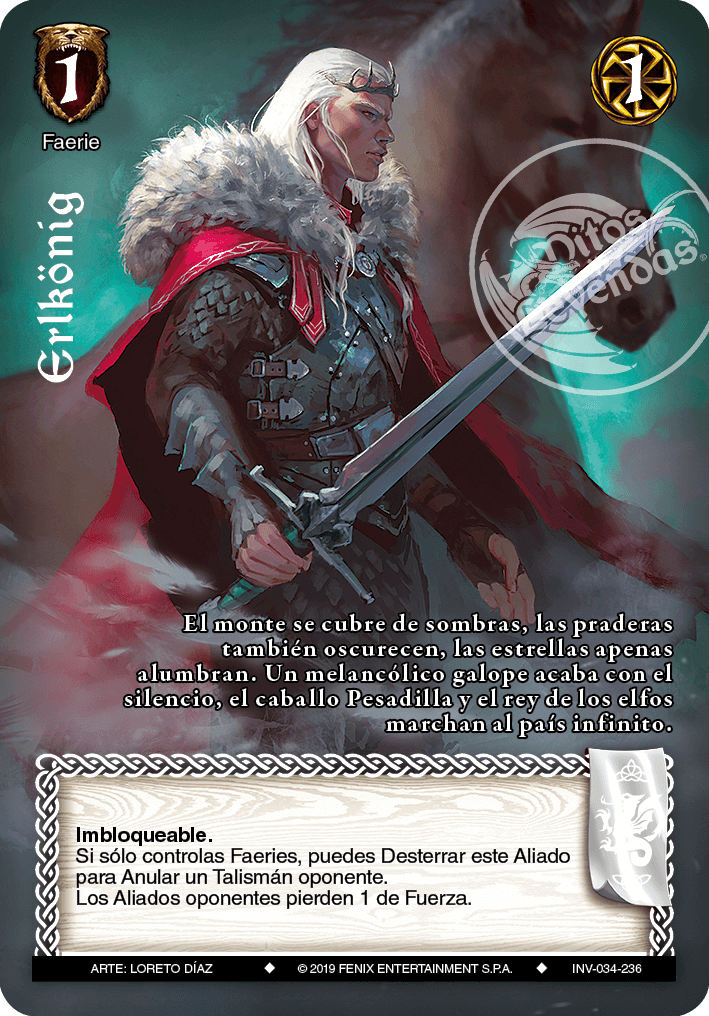 1
1
Faerie
Erlkönig
Mitos
y
Leyendas
El monte se cubre de sombras, las praderas
también oscurecen, las estrellas apenas
alumbran. Un melancólico galope acaba con el
silencio, el caballo Pesadilla y el rey de los elfos
marchan al país infinito.
Imbloqueable.
Si sólo controlas Faeries, puedes Desterrar este Aliado
para Anular un Talismán oponente.
Los Aliados oponentes pierden 1 de Fuerza.
ARTE: LORETO DÍAZ ◆ © 2019 FENIX ENTERTAINMENT S.P.A. ◆ INV-034-236